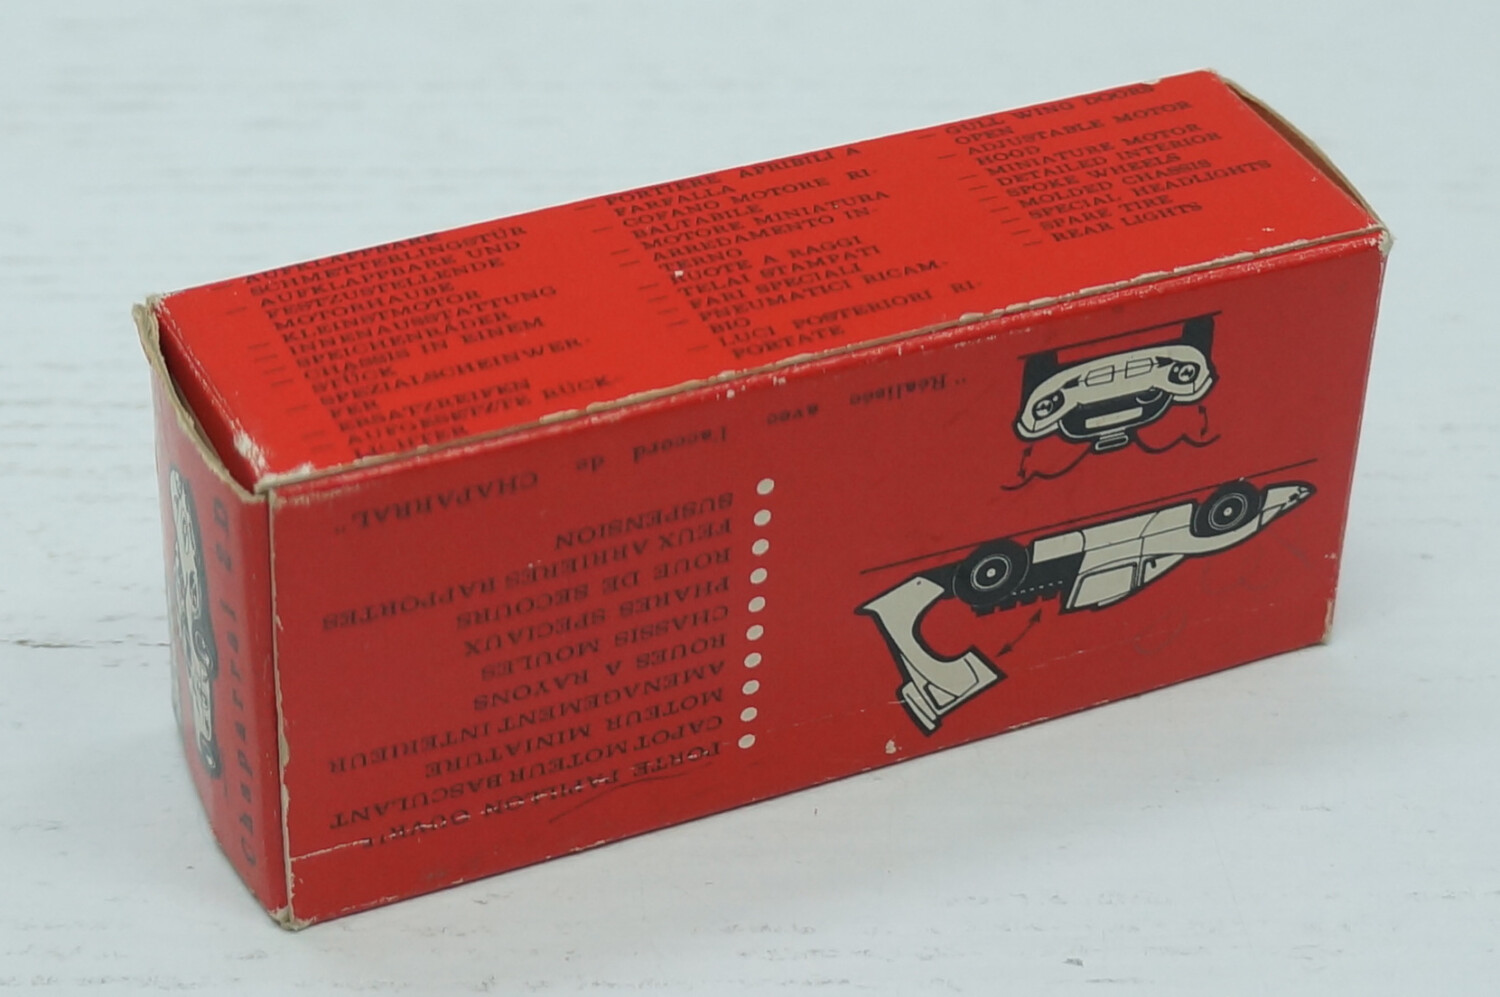 AUFKLAPPBARE
SCHMETTERLINGSTÜR
AUFKLAPPBARE UND
FESTZUSTELLENDE
MOTORHAUBE
KLEINSTMOTOR
INNENAUSSTATTUNG
SPEICHENRÄDER
CHASSIS IN EINEM
STÜCK
SPEZIALSCHEINWER-
FER
ERSATZREIFEN
AUFGESETZTE RÜCK-
- PORTIERE APRIBILI A
FARFALLA
- COFANO MOTORE RI-
BALTABILE
- MOTORE MINIATURA
- ARREDAMENTO IN-
TERNO
- RUOTE A RAGGI
- TELAI STAMPATI
- FARI SPECIALI
- PNEUMATICI RICAM-
BIO
- LUCI POSTERIORI RI-
PORTATE
- GULL WING DOORS
OPEN
- ADJUSTABLE MOTOR
HOOD
- MINIATURE MOTOR
- DETAILED INTERIOR
- SPOKE WHEELS
- MOLDED CHASSIS
- SPECIAL HEADLIGHTS
- SPARE TIRE
- REAR LIGHTS
PORTE PAPILLON
CAPOT MOTEUR BASCULANT
MOTEUR MINIATURE
AMENAGEMENT INTERIEUR
ROUES A RAYONS
CHASSIS MOULES
PHARES SPECIAUX
ROUE DE SECOURS
FEUX ARRIERES RAPPORTES
SUSPENSION
"Réalisée avec l'accord de CHAPARRAL"
Chaparral 2 D